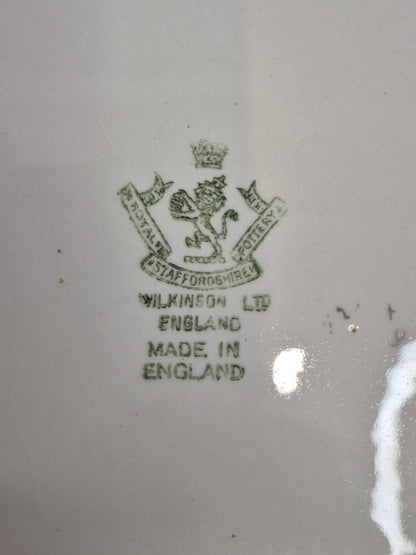 ROYAL
STAFFORDSHIRE
POTTERY
WILKINSON LTD
ENGLAND
MADE IN
ENGLAND